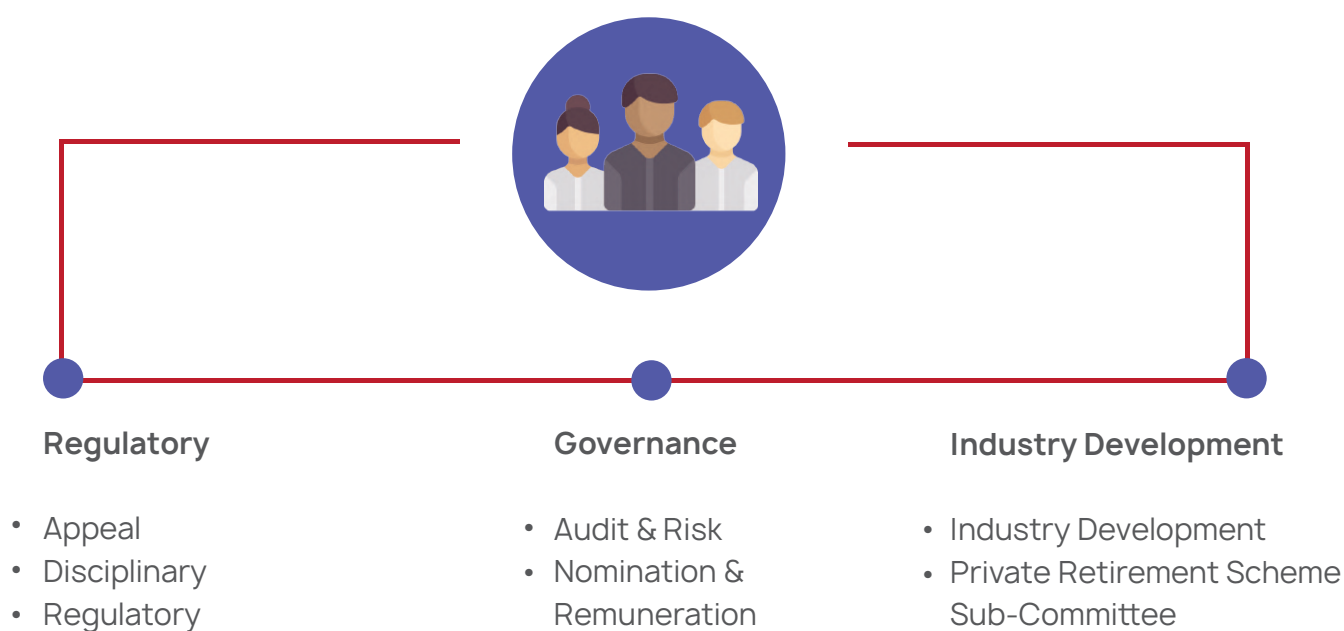 Regulatory
• Appeal
• Disciplinary
• Regulatory
Governance
• Audit & Risk
• Nomination &
Remuneration
Industry Development
• Industry Development
• Private Retirement Scheme
Sub-Committee